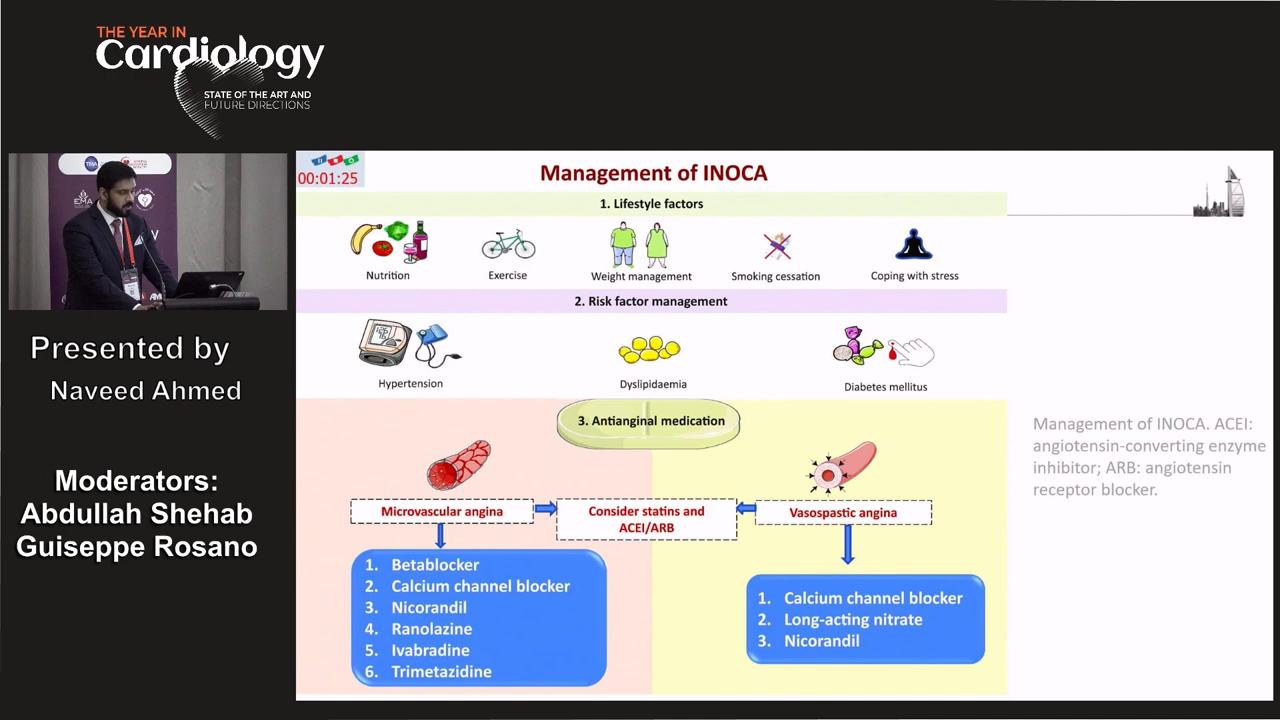 THE YEAR IN
Cardiology
STATE OF THE ART AND
FUTURE DIRECTIONS
TMA
EMA
Presented by
Naveed Ahmed
Moderators:
Abdullah Shehab
Guiseppe Rosano
00:01:25
Management of INOCA
1. Lifestyle factors
Nutrition
Exercise
Weight management
Smoking cessation
Coping with stress
2. Risk factor management
Hypertension
Dyslipidaemia
Diabetes mellitus
3. Antianginal medication
Microvascular angina
Consider statins and
ACEI/ARB
Vasospastic angina
1. Betablocker
2. Calcium channel blocker
3. Nicorandil
4. Ranolazine
5. Ivabradine
6. Trimetazidine
1. Calcium channel blocker
2. Long-acting nitrate
3. Nicorandil
Management of INOCA. ACEI:
angiotensin-converting enzyme
inhibitor; ARB: angiotensin
receptor blocker.